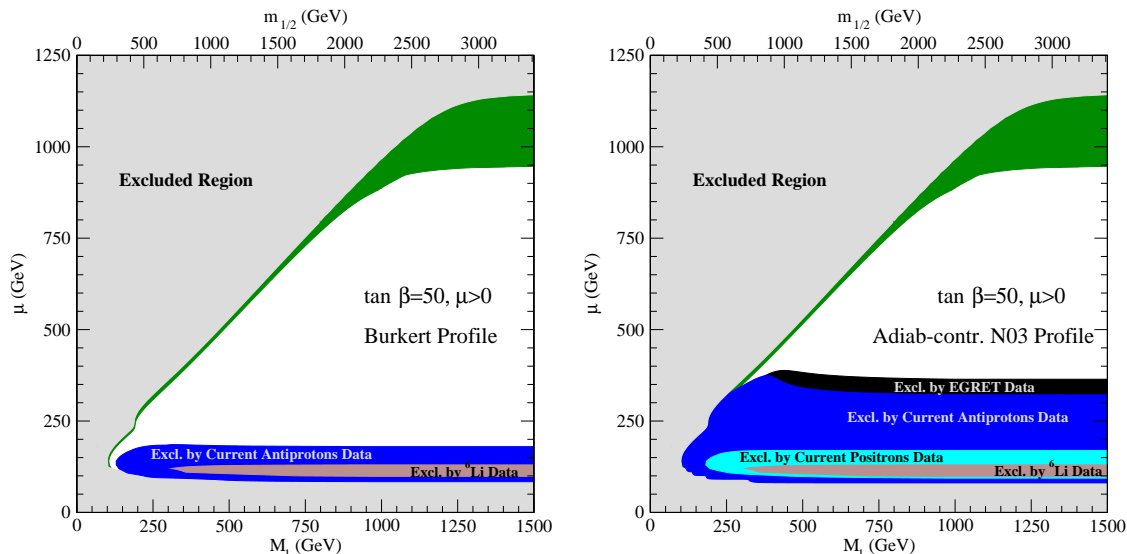 m1/2 (GeV)
0 500 1000 1500 2000 2500 3000
1250
1000
750
500
250
0
μ (GeV)
Excluded Region
tan β=50, μ>0
Burkert Profile
Excl. by Current Antiprotons Data
Excl. by 6Li Data
0 250 500 750 1000 1250 1500
(GeV)
m1/2 (GeV)
0 500 1000 1500 2000 2500 3000
1250
1000
750
500
250
0
μ (GeV)
Excluded Region
tan β=50, μ>0
Adiab-contr. N03 Profile
Excl. by EGRET Data
Excl. by Current Antiprotons Data
Excl. by Current Positrons Data
Excl. by 6Li Data
0 250 500 750 1000 1250 1500
(GeV)